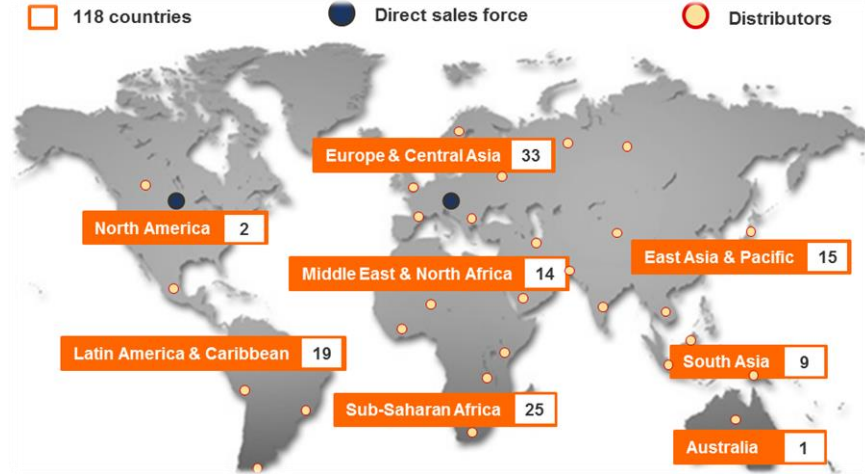 118 countries
Direct sales force
Distributors
Europe & Central Asia 33
North America 2
East Asia & Pacific 15
Middle East & North Africa 14
Latin America & Caribbean 19
South Asia 9
Sub-Saharan Africa 25
Australia 1